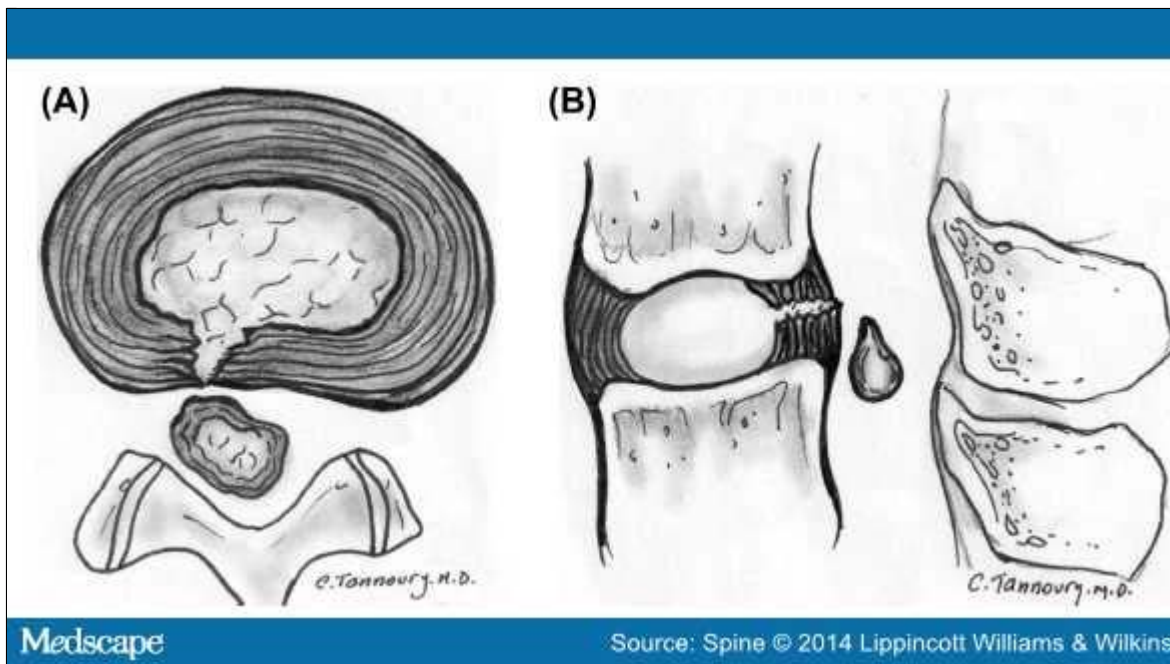 (A)
(B)
C. Tannoury. M.D.
C. Tannoury. M.D.
Medscape
Source: Spine © 2014 Lippincott Williams & Wilkins